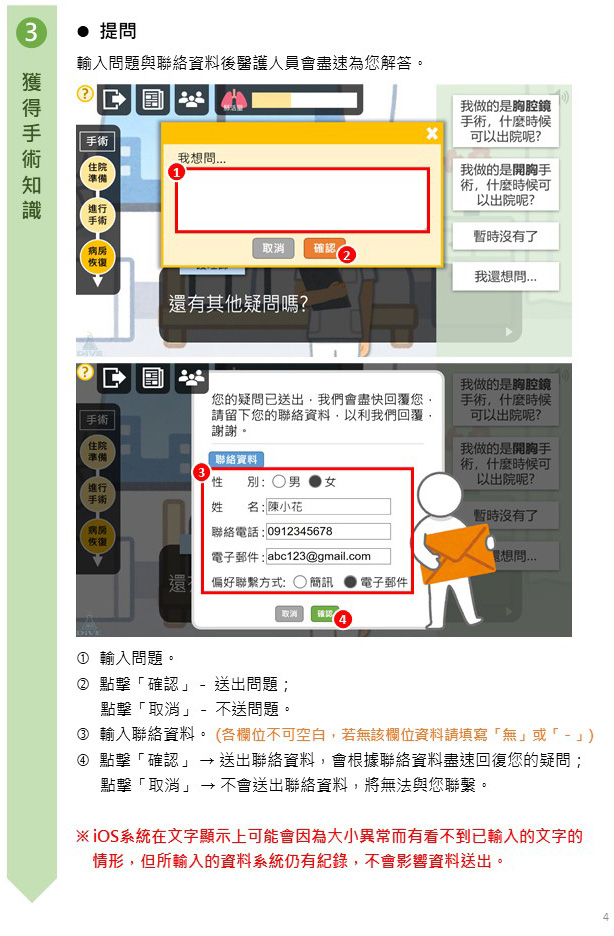 3
獲得手術知識
● 提問
輸入問題與聯絡資料後醫護人員會盡速為您解答。
?
肺活量
手術
住院
準備
進行
手術
病房
恢復
我想問...
1
取消
確認
2
還有其他疑問嗎?
我做的是胸腔鏡
手術，什麼時候
可以出院呢?
我做的是開胸手
術，什麼時候可
以出院呢?
暫時沒有了
我還想問...
DIVE
?
手術
住院
準備
進行
手術
病房
恢復
您的疑問已送出，我們會盡快回覆您，
請留下您的聯絡資料，以利我們回覆，
謝謝。
聯絡資料
3
性 別: 男 女
姓 名: 陳小花
聯絡電話: 0912345678
電子郵件: abc123@gmail.com
偏好聯繫方式: 簡訊 電子郵件
取消
確認
4
還
我做的是胸腔鏡
手術，什麼時候
可以出院呢?
我做的是開胸手
術，什麼時候可
以出院呢?
暫時沒有了
還想問...
DIVE
① 輸入問題。
② 點擊「確認」- 送出問題；
點擊「取消」- 不送問題。
③ 輸入聯絡資料。(各欄位不可空白，若無該欄位資料請填寫「無」或「-」)
④ 點擊「確認」→ 送出聯絡資料，會根據聯絡資料盡速回復您的疑問；
點擊「取消」→ 不會送出聯絡資料，將無法與您聯繫。
※ iOS系統在文字顯示上可能會因為大小異常而有看不到已輸入的文字的
情形，但所輸入的資料系統仍有紀錄，不會影響資料送出。
4